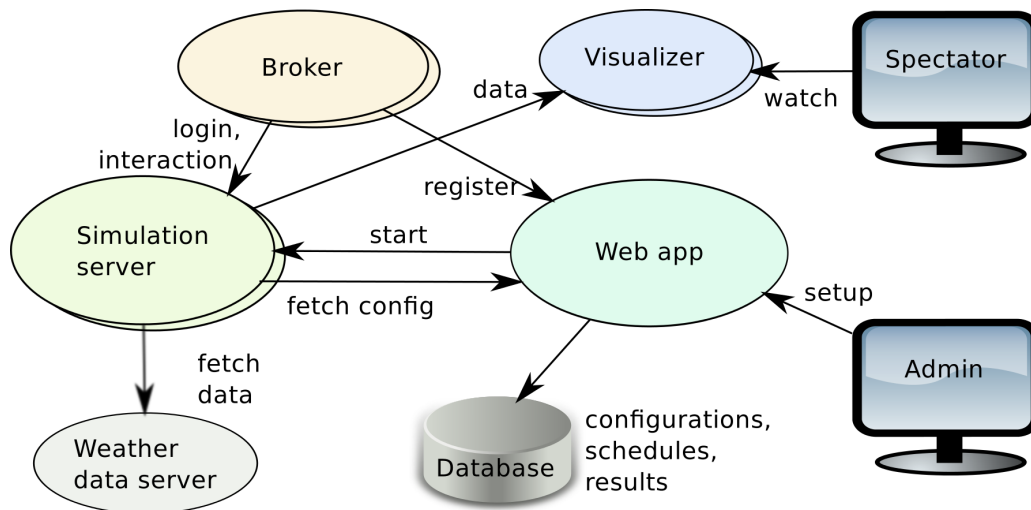 Broker
Visualizer
Spectator
data
watch
login,
interaction
register
Simulation
server
start
Web app
fetch config
setup
fetch
data
Admin
Weather
data server
Database
configurations,
schedules,
results